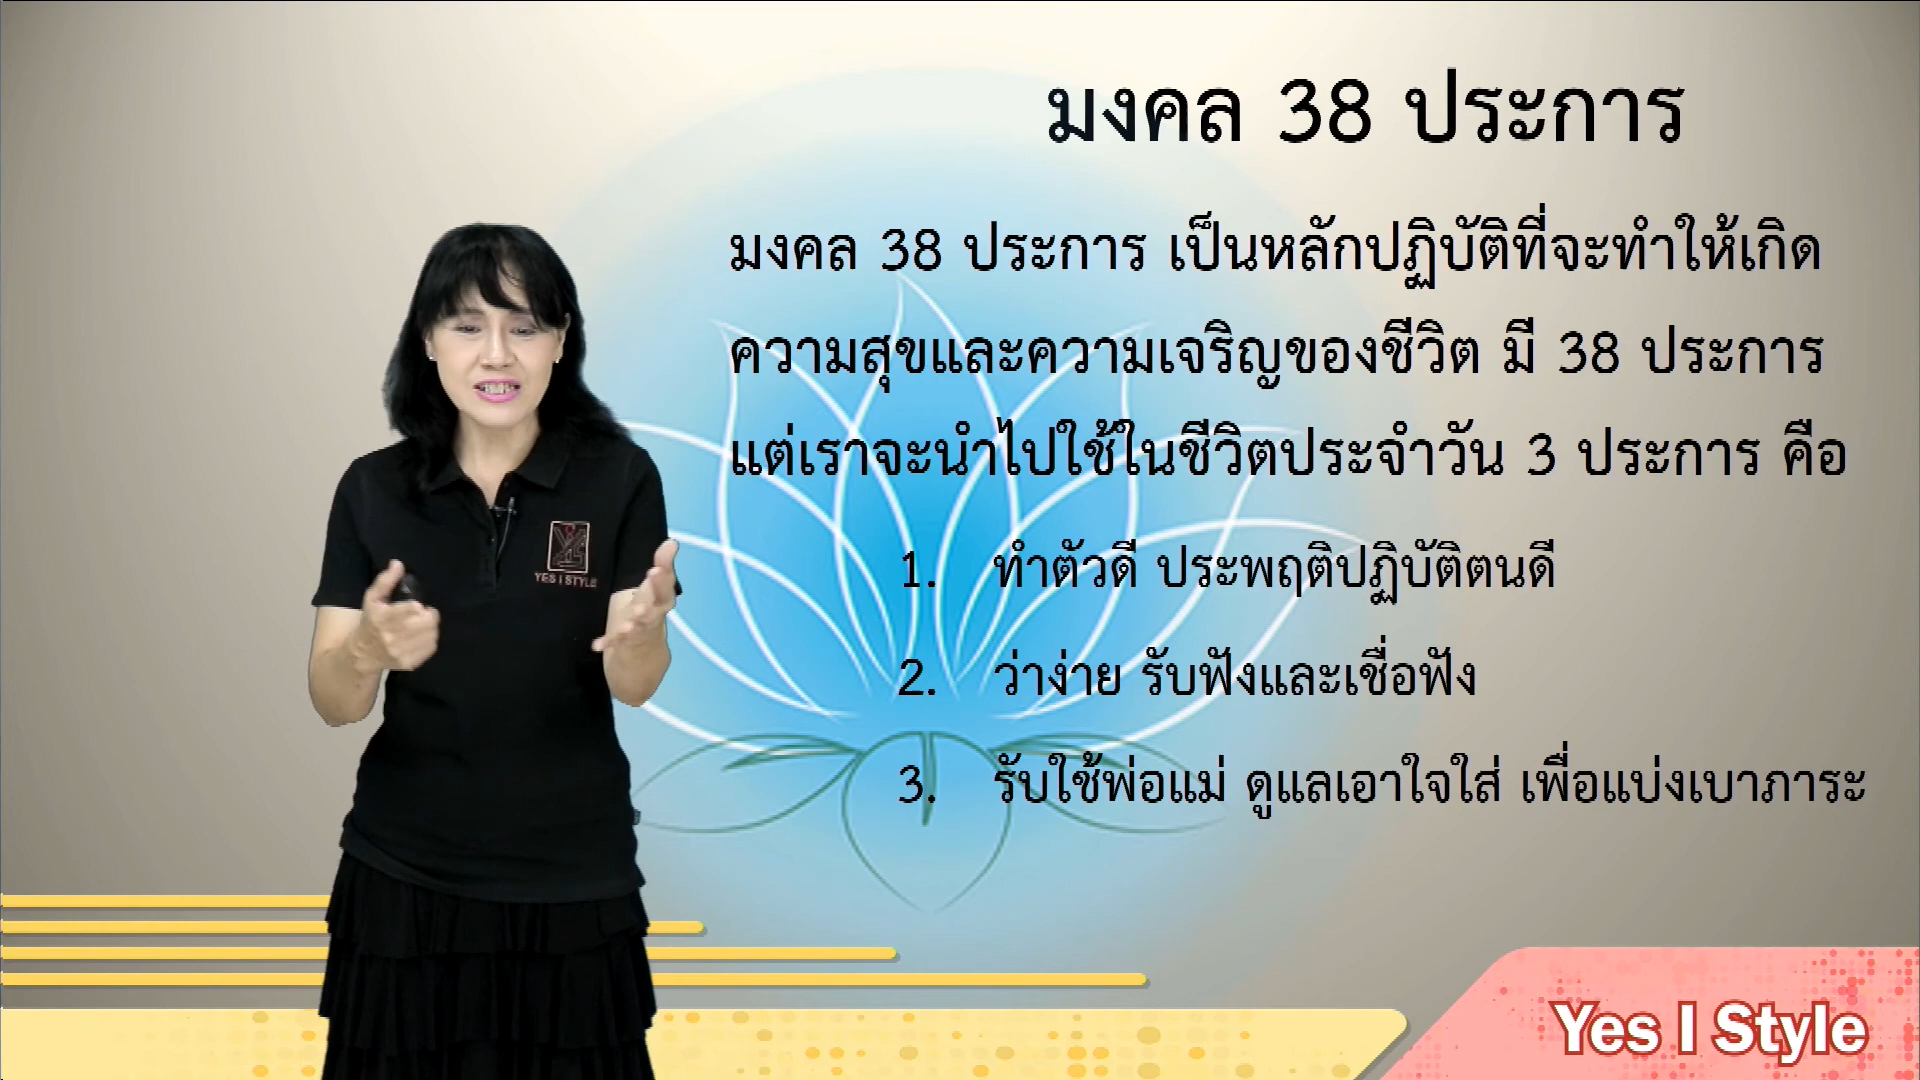 มงคล 38 ประการ
มงคล 38 ประการ เป็นหลักปฏิบัติที่จะทำให้เกิด
ความสุขและความเจริญของชีวิต มี 38 ประการ
แต่เราจะนำไปใช้ในชีวิตประจำวัน 3 ประการ คือ
1. ทำตัวดี ประพฤติปฏิบัติตนดี
2. ว่าง่าย รับฟังและเชื่อฟัง
3. รับใช้พ่อแม่ ดูแลเอาใจใส่ เพื่อแบ่งเบาภาระ
YES I STYLE
Yes I Style